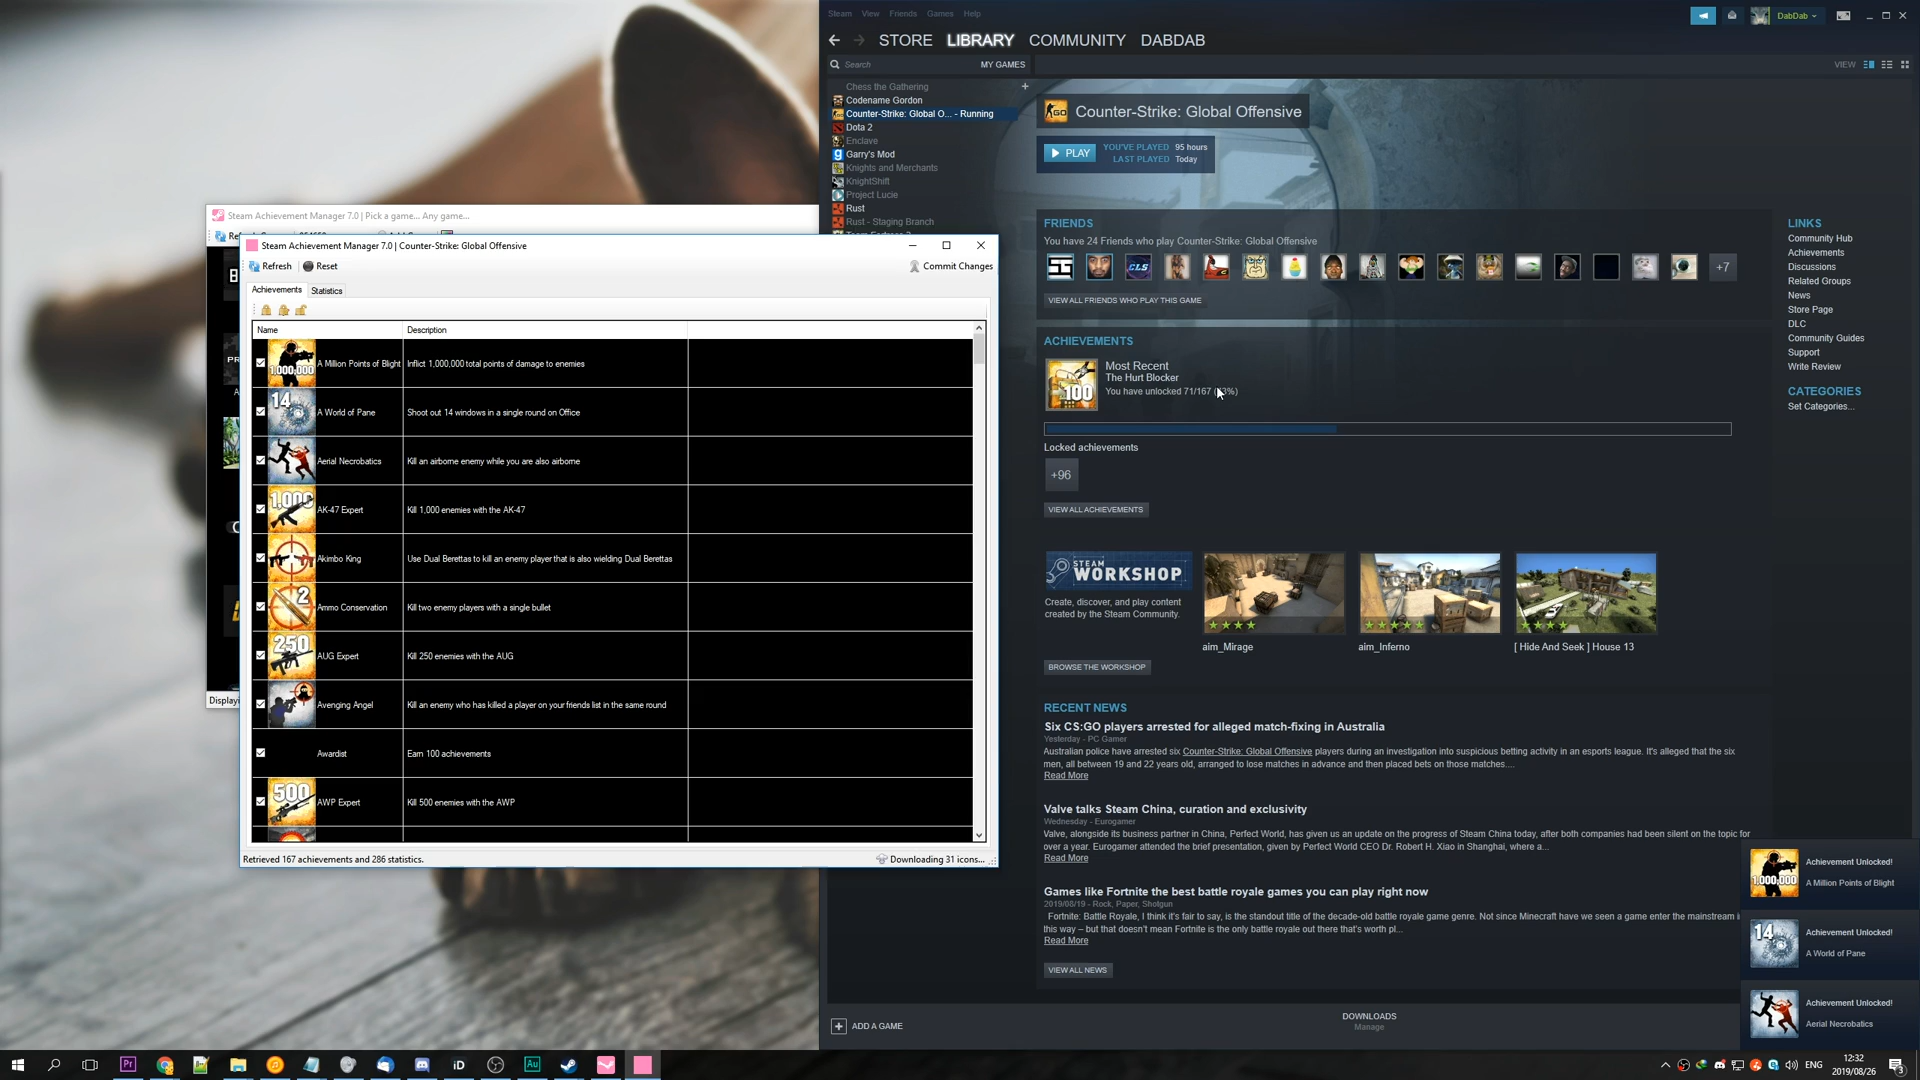 Steam View Friends Games Help
DabDab
STORE LIBRARY COMMUNITY DABDAB
Search
MY GAMES
VIEW
Chess the Gathering
Codename Gordon
Counter-Strike: Global O... - Running
Dota 2
Enclave
Garry's Mod
Knights and Merchants
KnightShift
Project Lucie
Rust
Rust - Staging Branch
Counter-Strike: Global Offensive
PLAY
YOU'VE PLAYED 95 hours
LAST PLAYED Today
FRIENDS
You have 24 Friends who play Counter-Strike: Global Offensive
+7
VIEW ALL FRIENDS WHO PLAY THIS GAME
ACHIEVEMENTS
100
Most Recent
The Hurt Blocker
You have unlocked 71/167
Locked achievements
+96
VIEW ALL ACHIEVEMENTS
STEAM
WORKSHOP
Create, discover, and play content
created by the Steam Community.
BROWSE THE WORKSHOP
aim_Mirage
aim_Inferno
[ Hide And Seek ] House 13
RECENT NEWS
Six CS:GO players arrested for alleged match-fixing in Australia
Yesterday - PC Gamer
Australian police have arrested six Counter-Strike: Global Offensive players during an investigation into suspicious betting activity in an esports league. It's alleged that the six
men, all between 19 and 22 years old, arranged to lose matches in advance and then placed bets on those matches....
Read More
Valve talks Steam China, curation and exclusivity
Wednesday - Eurogamer
Valve, alongside its business partner in China, Perfect World, has given us an update on the progress of Steam China today, after both companies had been silent on the topic for
over a year. Eurogamer attended the brief presentation, given by Perfect World CEO Dr. Robert H. Xiao in Shanghai, where a...
Read More
Games like Fortnite the best battle royale games you can play right now
2019/08/19 - Rock, Paper, Shotgun
Fortnite: Battle Royale, I think it's fair to say, is the standout title of the decade-old battle royale game genre. Not since Minecraft have we seen a game enter the mainstream
this way – but that doesn't mean Fortnite is the only battle royale out there that's worth pl...
Read More
VIEW ALL NEWS
LINKS
Community Hub
Achievements
Discussions
Related Groups
News
Store Page
DLC
Community Guides
Support
Write Review
CATEGORIES
Set Categories...
ADD A GAME
DOWNLOADS
Manage
Achievement Unlocked!
A Million Points of Blight
Achievement Unlocked!
A World of Pane
Achievement Unlocked!
Aerial Necrobatics
Steam Achievement Manager 7.0 | Pick a game... Any game...
Steam Achievement Manager 7.0 | Counter-Strike: Global Offensive
Refresh Reset Commit Changes
Achievements Statistics
Name Description
1,000,000 A Million Points of Blight Inflict 1,000,000 total points of damage to enemies
14 A World of Pane Shoot out 14 windows in a single round on Office
Aerial Necrobatics Kill an airborne enemy while you are also airborne
1,000 AK-47 Expert Kill 1,000 enemies with the AK-47
Akimbo King Use Dual Berettas to kill an enemy player that is also wielding Dual Berettas
2 Ammo Conservation Kill two enemy players with a single bullet
250 AUG Expert Kill 250 enemies with the AUG
Avenging Angel Kill an enemy who has killed a player on your friends list in the same round
Awardist Earn 100 achievements
500 AWP Expert Kill 500 enemies with the AWP
Retrieved 167 achievements and 286 statistics.
Downloading 31 icons...
ENG
12:32
2019/08/26